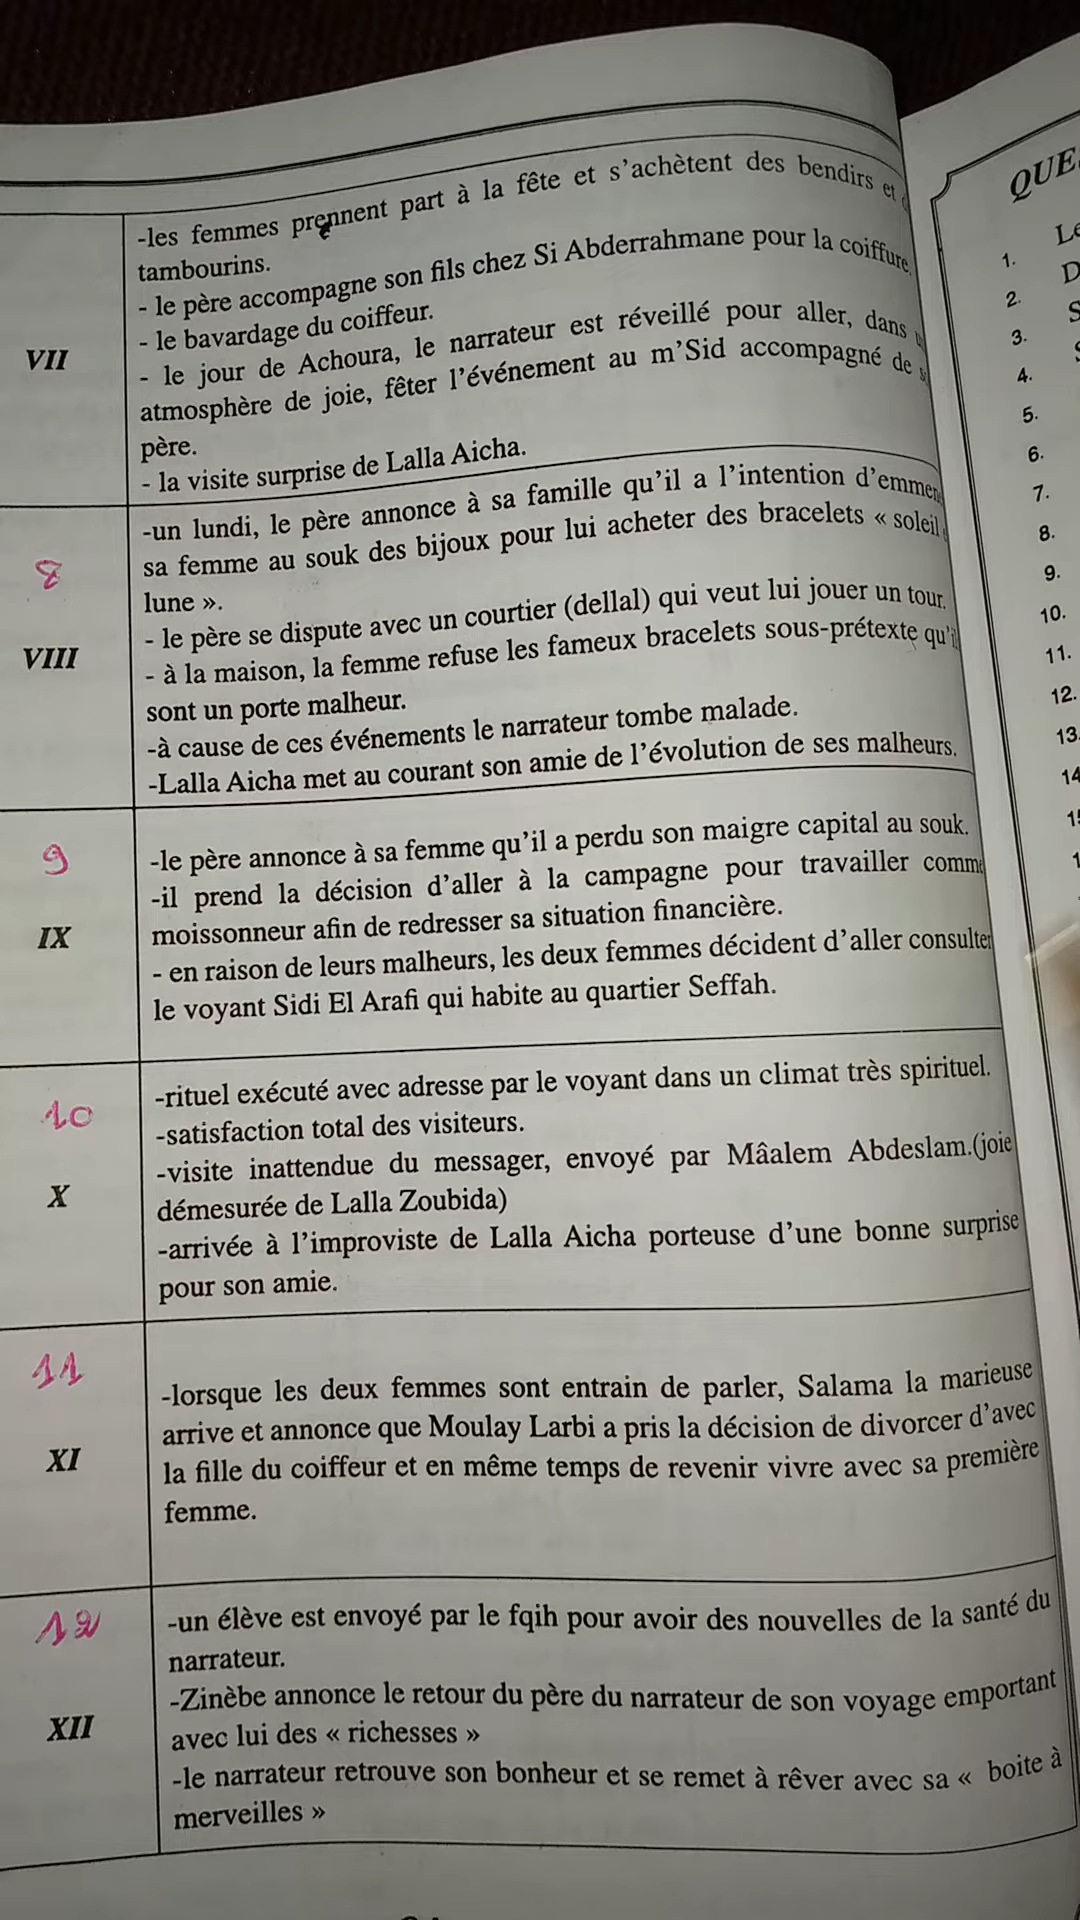 -les femmes prennent part à la fête et s'achètent des bendirs et
tambourins.
- le père accompagne son fils chez Si Abderrahmane pour la coiffure.
- le bavardage du coiffeur.
VII
- le jour de Achoura, le narrateur est réveillé pour aller, dans
atmosphère de joie, fêter l'événement au m'Sid accompagné de
père.
- la visite surprise de Lalla Aicha.
8
VIII
-un lundi, le père annonce à sa famille qu'il a l'intention
sa femme au souk des bijoux pour lui acheter des bracelets « soleil
lune ».
- le père se dispute avec un courtier (dellal) qui veut lui jouer un tour.
- à la maison, la femme refuse les fameux bracelets sous-prétexte
sont un porte malheur.
-à cause de ces événements le narrateur tombe malade.
-Lalla Aicha met au courant son amie de l'évolution de ses malheurs.
9
IX
-le père annonce à sa femme qu'il a perdu son maigre capital au souk.
-il prend la décision d'aller à la campagne pour travailler comme
moissonneur afin de redresser sa situation financière.
- en raison de leurs malheurs, les deux femmes décident d'aller consulter
le voyant Sidi El Arafi qui habite au quartier Seffah.
10
X
-rituel exécuté avec adresse par le voyant dans un climat très spirituel.
-satisfaction total des visiteurs.
-visite inattendue du messager, envoyé par Mâalem Abdeslam.(joie
démesurée de Lalla Zoubida)
-arrivée à l'improviste de Lalla Aicha porteuse d'une bonne surprise
pour son amie.
11
XI
-lorsque les deux femmes sont entrain de parler, Salama la marieuse
arrive et annonce que Moulay Larbi a pris la décision de divorcer d'avec
la fille du coiffeur et en même temps de revenir vivre avec sa première
femme.
12
XII
-un élève est envoyé par le fqih pour avoir des nouvelles de la santé du
narrateur.
-Zinèbe annonce le retour du père du narrateur de son voyage emportant
avec lui des « richesses »
-le narrateur retrouve son bonheur et se remet à rêver avec sa « boite à
merveilles »
1.
2.
3.
4.
5.
6.
7.
8.
9.
10.
11.
12.
13.
14